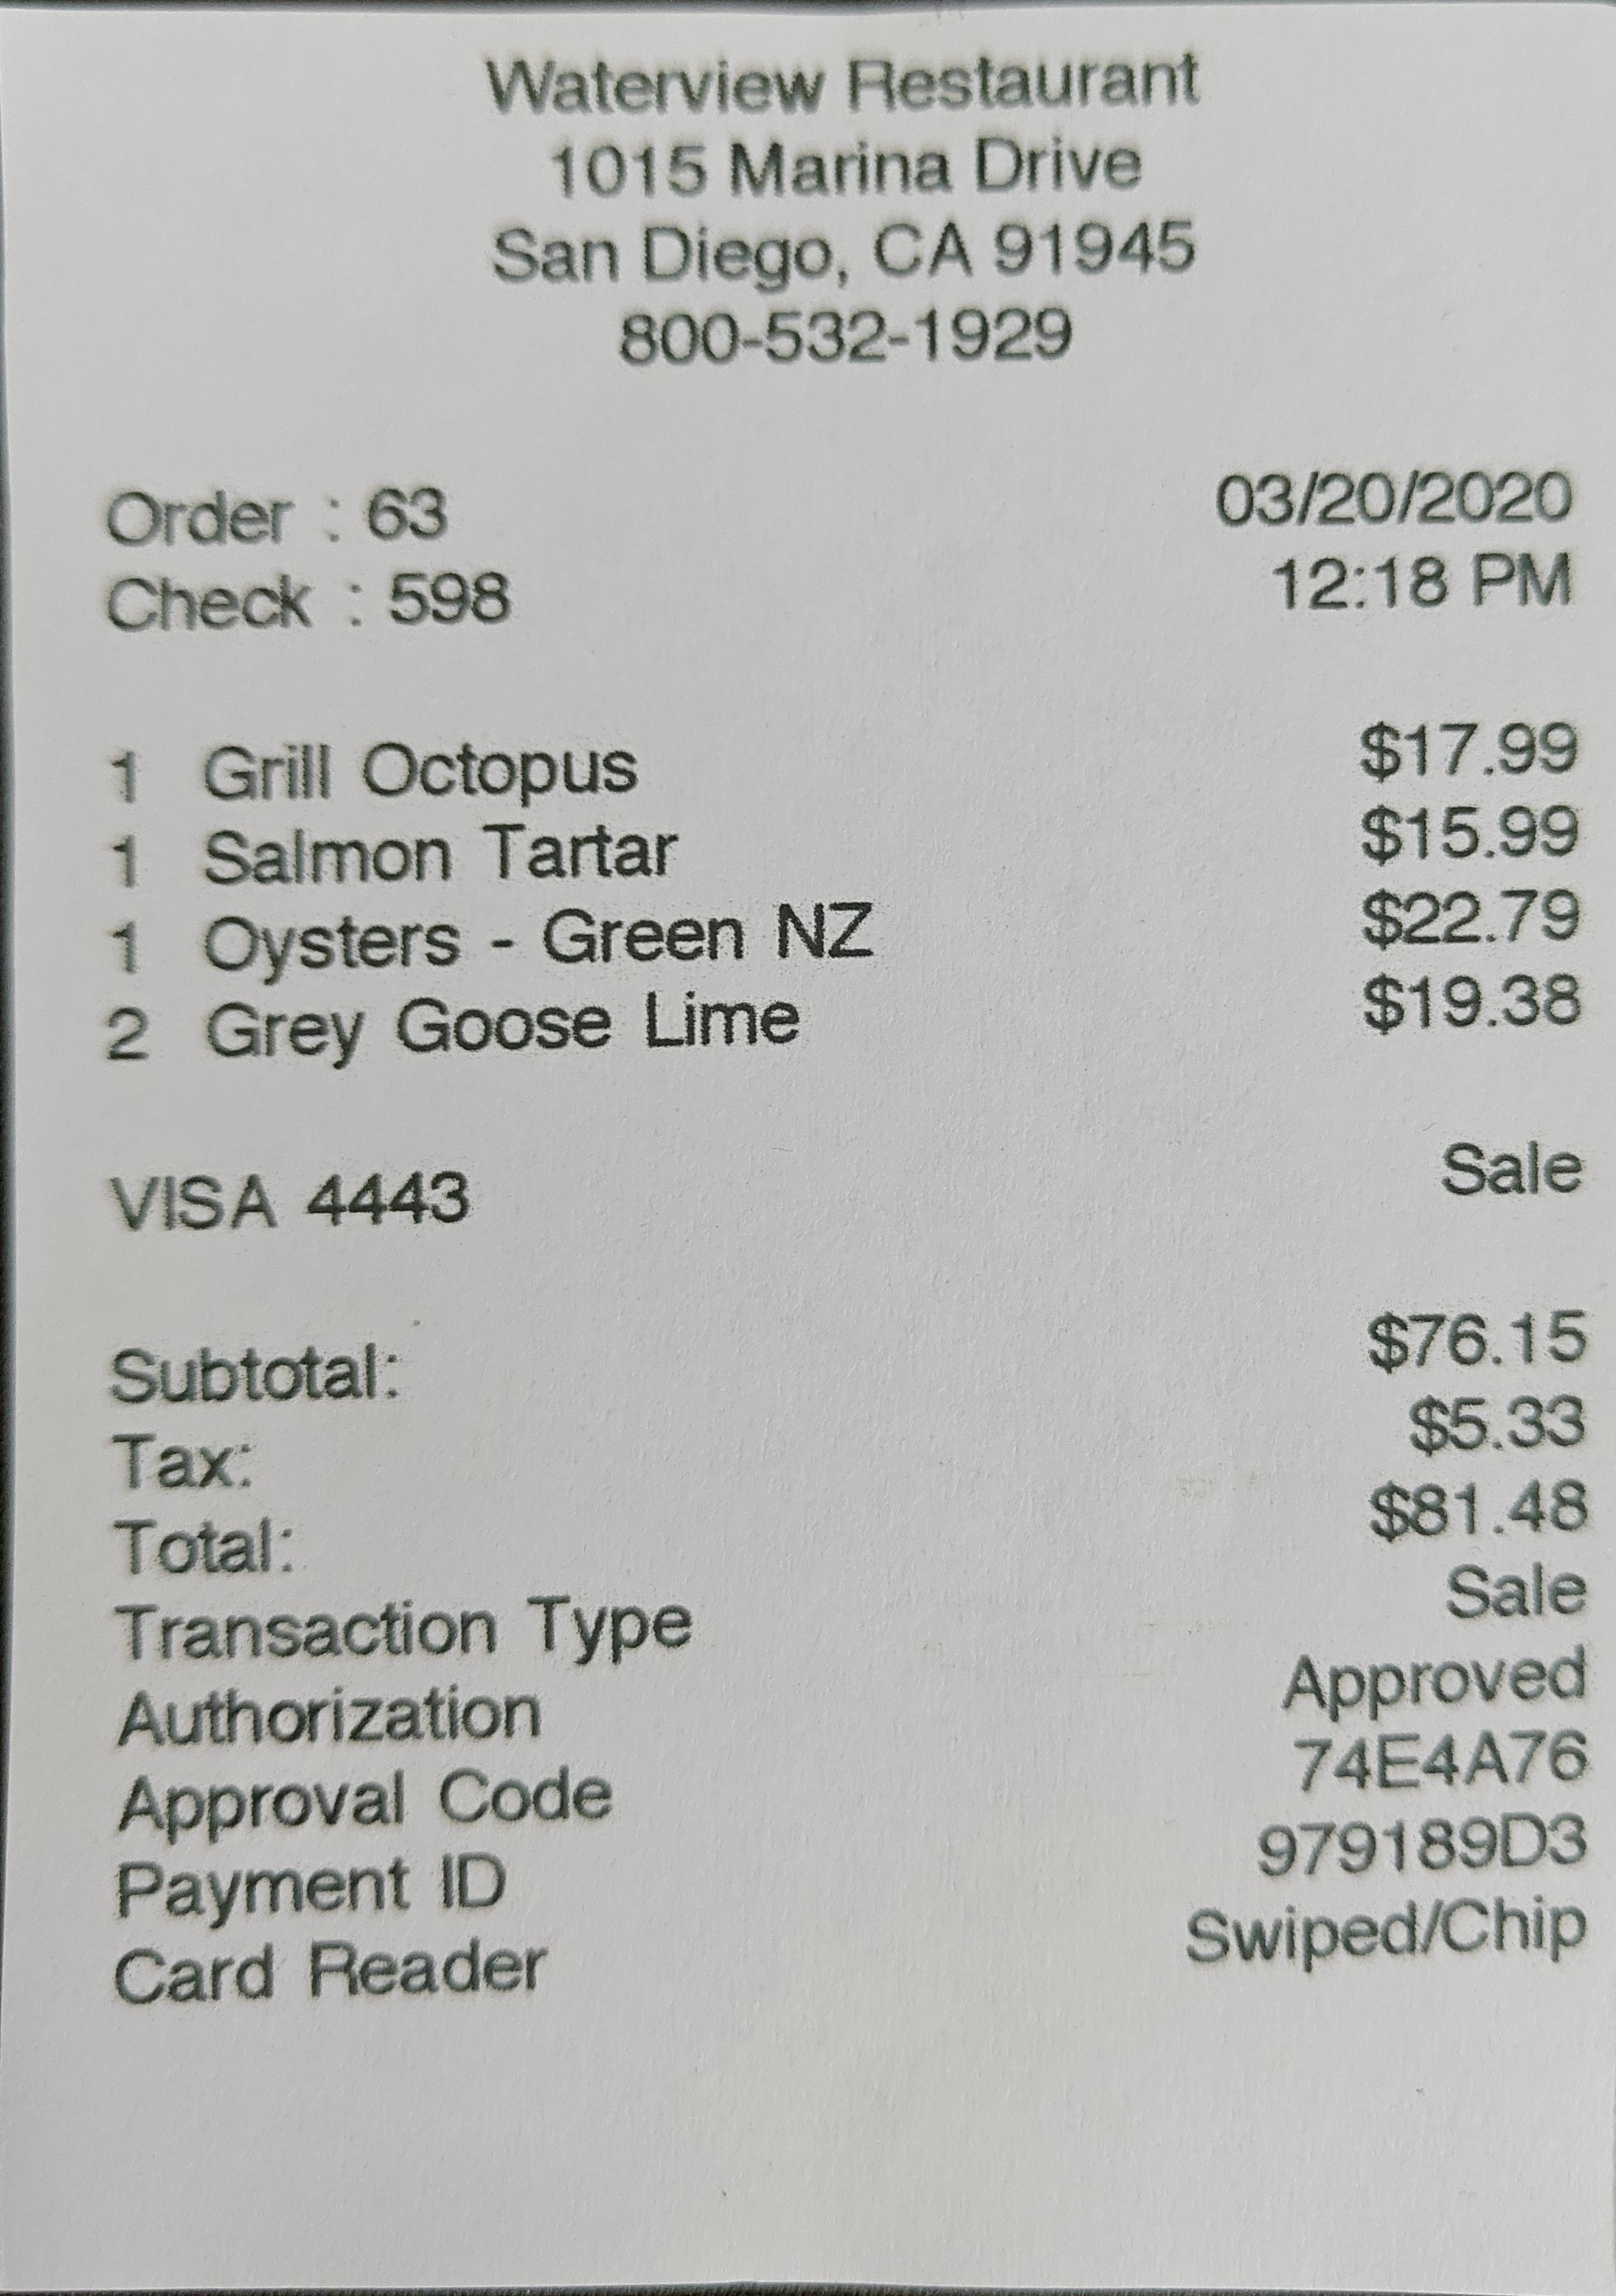 Waterview Restaurant
1015 Marina Drive
San Diego, CA 91945
800-532-1929
Order : 63 03/20/2020
Check : 598 12:18 PM
1 Grill Octopus $17.99
1 Salmon Tartar $15.99
1 Oysters - Green NZ $22.79
2 Grey Goose Lime $19.38
VISA 4443 Sale
Subtotal: $76.15
Tax: $5.33
Total: $81.48
Transaction Type Sale
Authorization Approved
Approval Code 74E4A76
Payment ID 979189D3
Card Reader Swiped/Chip